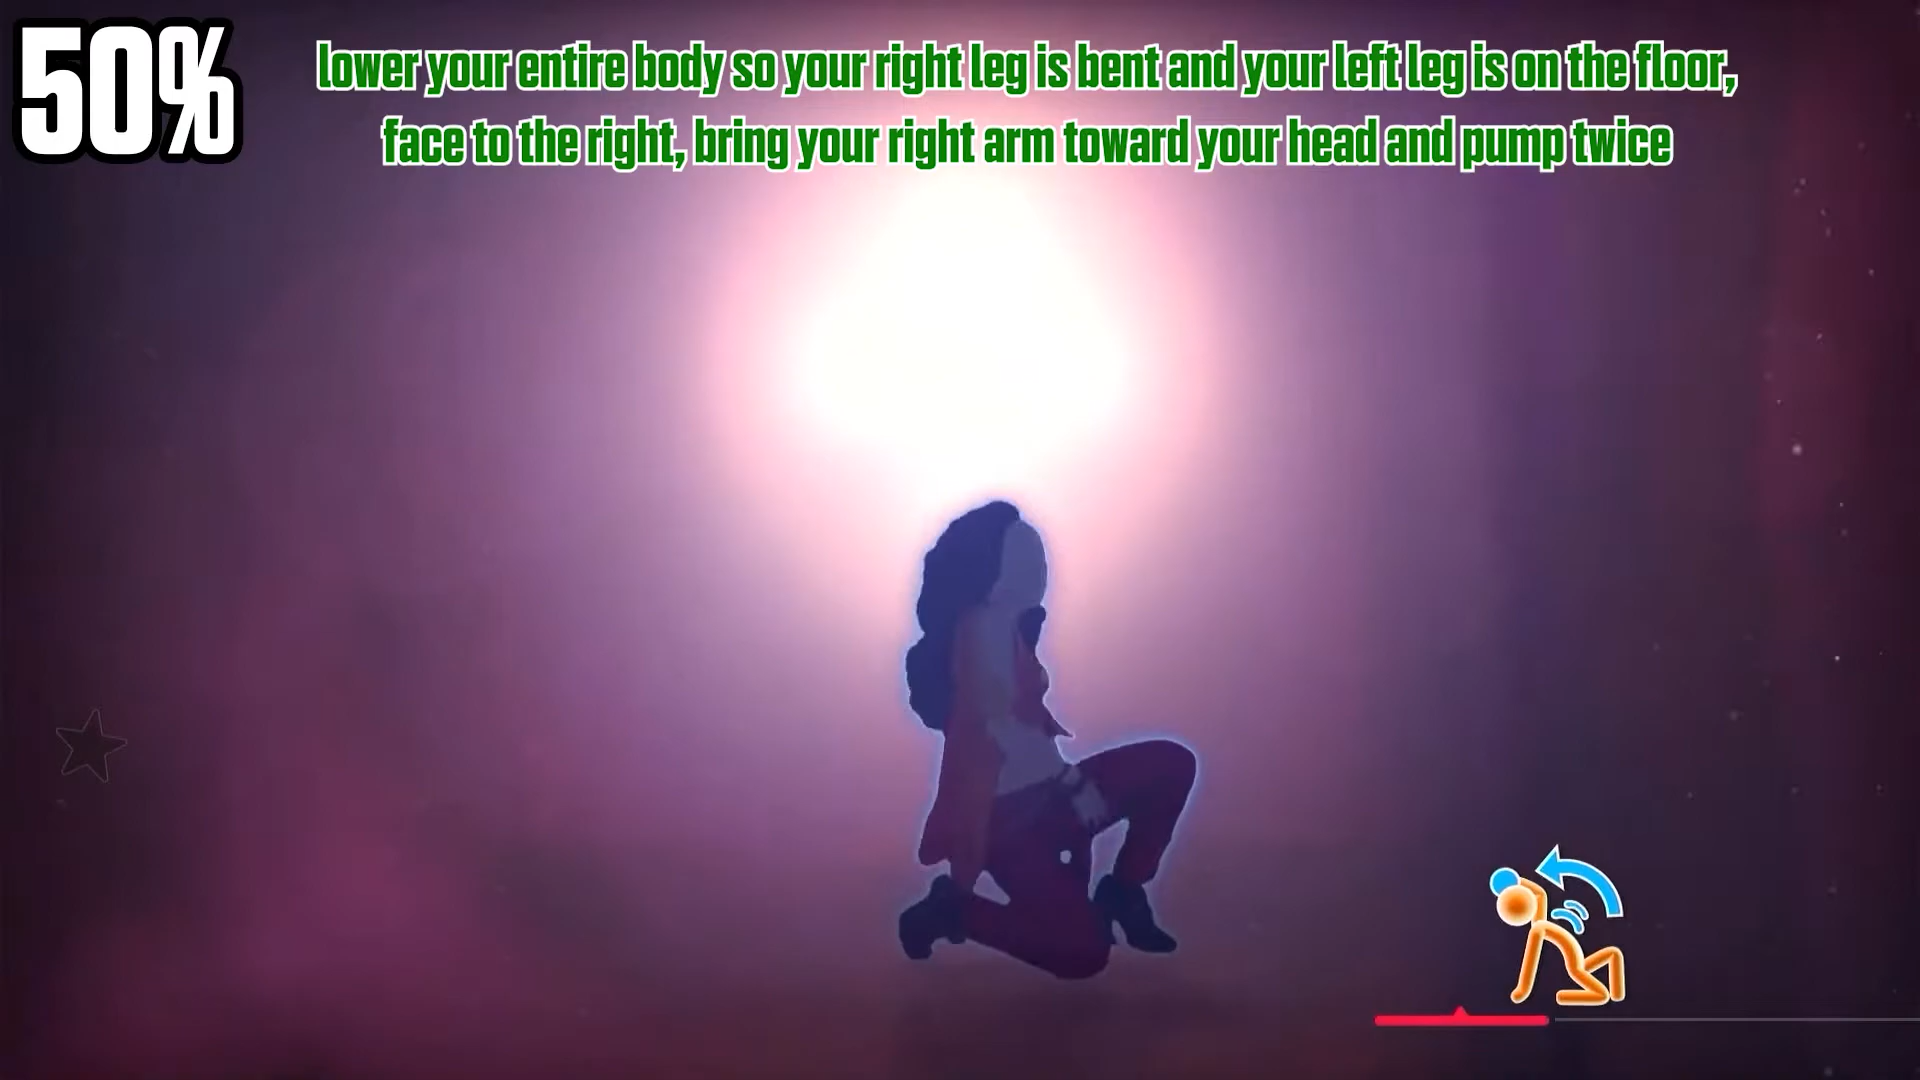 50%
lower your entire body so your right leg is bent and your left leg is on the floor,
face to the right, bring your right arm toward your head and pump twice